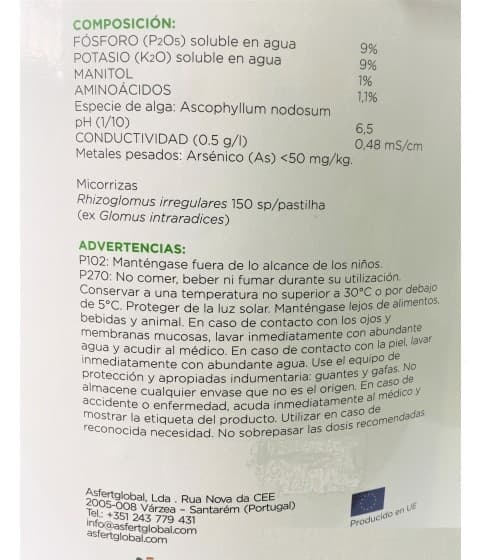 COMPOSICIÓN:
FÓSFORO (P2O5) soluble en agua 9%
POTASIO (K2O) soluble en agua 9%
MANITOL 1%
AMINOÁCIDOS 1,1%
Especie de alga: Ascophyllum nodosum
pH (1/10) 6,5
CONDUCTIVIDAD (0.5 g/l) 0,48 mS/cm
Metales pesados: Arsénico (As) <50 mg/kg.
Micorrizas
Rhizoglomus irregulares 150 sp/pastilha
(ex Glomus intraradices)
ADVERTENCIAS:
P102: Manténgase fuera de lo alcance de los niños.
P270: No comer, beber ni fumar durante su utilización.
Conservar a una temperatura no superior a 30°C o por debajo
de 5°C. Proteger de la luz solar. Manténgase lejos de alimentos,
bebidas y animal. En caso de contacto con los ojos y
membranas mucosas, lavar inmediatamente con abundante
agua y acudir al médico. En caso de contacto con la piel, lavar
inmediatamente con abundante agua. Use el equipo de
protección y apropiadas indumentaria: guantes y gafas. No
almacene cualquier envase que no es el origen. En caso de
accidente o enfermedad, acuda inmediatamente al médico y
mostrar la etiqueta del producto. Utilizar en caso de
reconocida necesidad. No sobrepasar las dosis recomendadas
Asfertglobal, Lda . Rua Nova da CEE
2005-008 Várzea – Santarém (Portugal)
Tel.: +351 243 779 431
info@asfertglobal.com
asfertglobal.com
Producido en UE